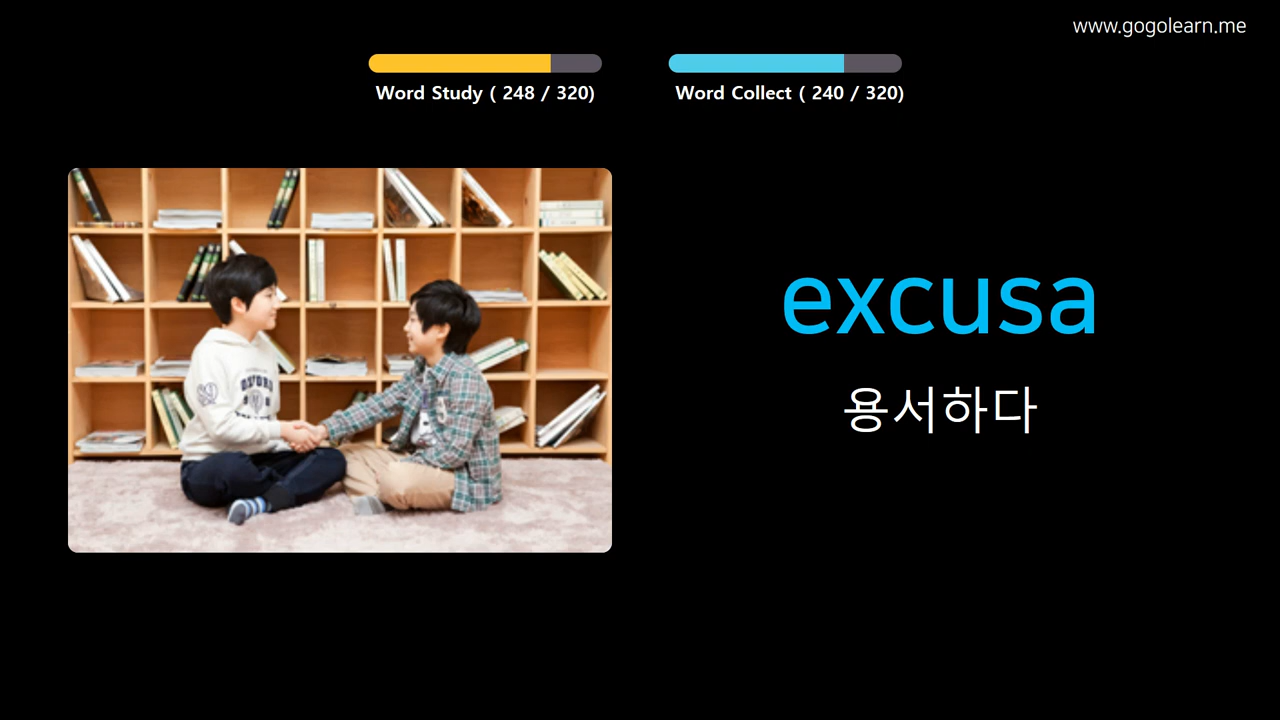 www.gogolearn.me
Word Study ( 248 / 320)
Word Collect ( 240 / 320)
excusa
용서하다